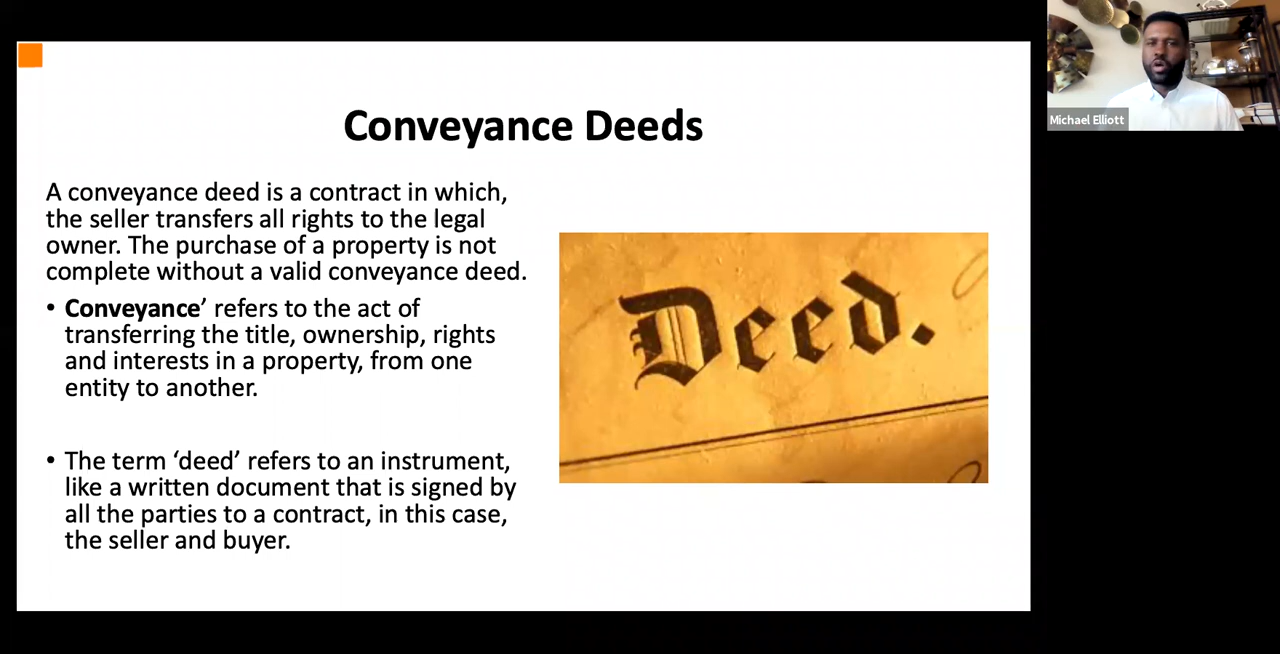 Conveyance Deeds
A conveyance deed is a contract in which,
the seller transfers all rights to the legal
owner. The purchase of a property is not
complete without a valid conveyance deed.
• Conveyance’ refers to the act of
transferring the title, ownership, rights
and interests in a property, from one
entity to another.
• The term ‘deed’ refers to an instrument,
like a written document that is signed by
all the parties to a contract, in this case,
the seller and buyer.
Deed.
Michael Elliott